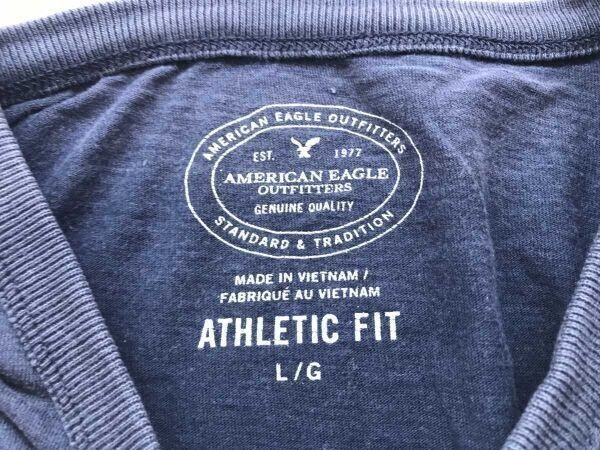 AMERICAN EAGLE OUTFITTERS
EST. 1977
AMERICAN EAGLE
OUTFITTERS
GENUINE QUALITY
STANDARD & TRADITION
MADE IN VIETNAM /
FABRIQUÉ AU VIETNAM
ATHLETIC FIT
L/G